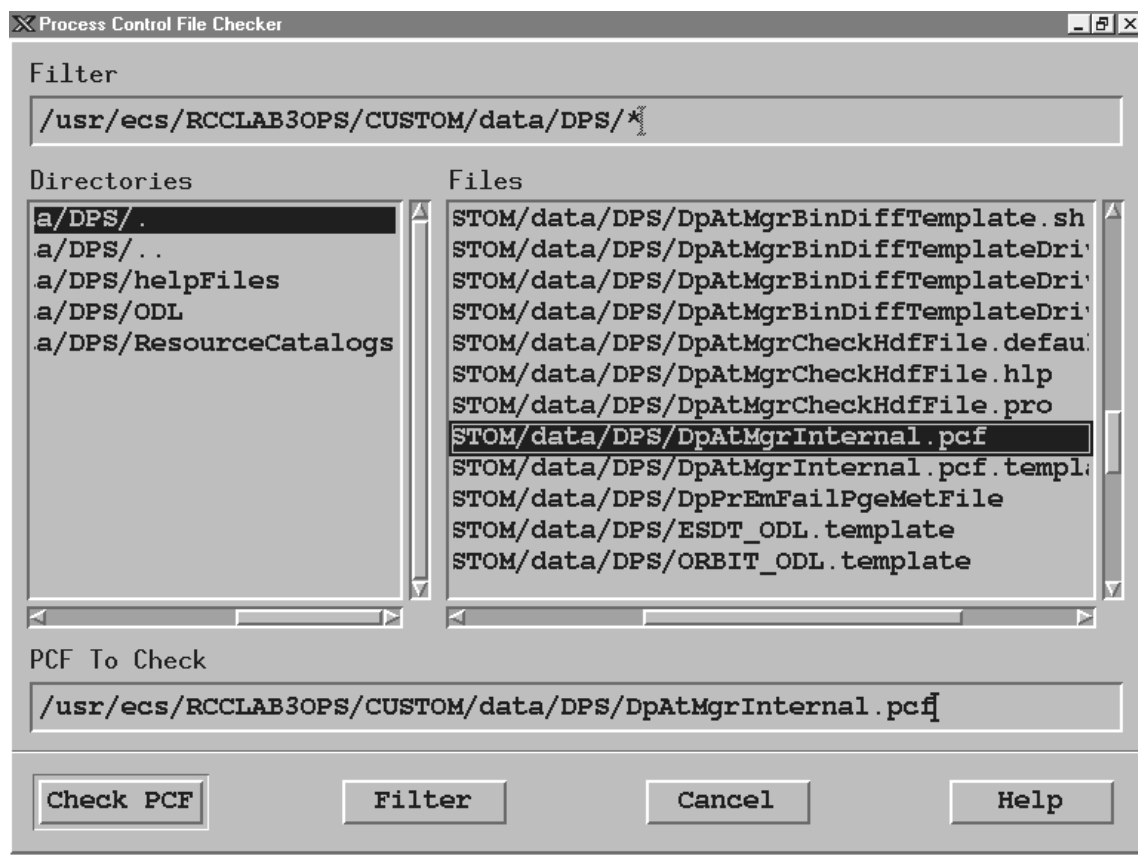 Process Control File Checker
Filter
/usr/ecs/RCCLAB3OPS/CUSTOM/data/DPS/*
Directories
a/DPS/.
a/DPS/..
a/DPS/helpFiles
a/DPS/ODL
a/DPS/ResourceCatalogs
Files
STOM/data/DPS/DpAtMgrBinDiffTemplate.sh
STOM/data/DPS/DpAtMgrBinDiffTemplateDri
STOM/data/DPS/DpAtMgrBinDiffTemplateDri
STOM/data/DPS/DpAtMgrBinDiffTemplateDri
STOM/data/DPS/DpAtMgrCheckHdfFile.defau
STOM/data/DPS/DpAtMgrCheckHdfFile.hlp
STOM/data/DPS/DpAtMgrCheckHdfFile.pro
STOM/data/DPS/DpAtMgrInternal.pcf
STOM/data/DPS/DpAtMgrInternal.pcf.templa
STOM/data/DPS/DpPrEmFailPgeMetFile
STOM/data/DPS/ESDT_ODL.template
STOM/data/DPS/ORBIT_ODL.template
PCF To Check
/usr/ecs/RCCLAB3OPS/CUSTOM/data/DPS/DpAtMgrInternal.pcf
Check PCF
Filter
Cancel
Help